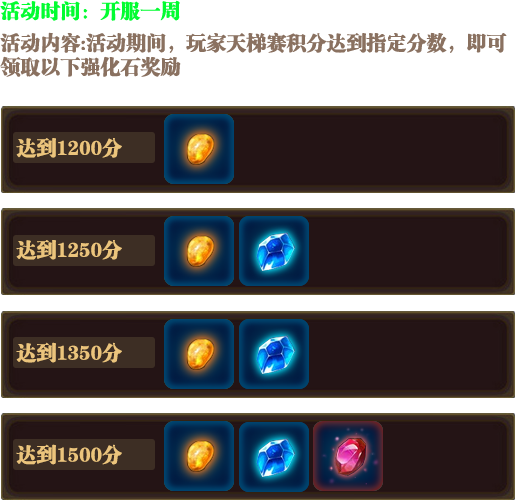 活动时间：开服一周
活动内容:活动期间，玩家天梯赛积分达到指定分数，即可
领取以下强化石奖励
达到1200分
达到1250分
达到1350分
达到1500分